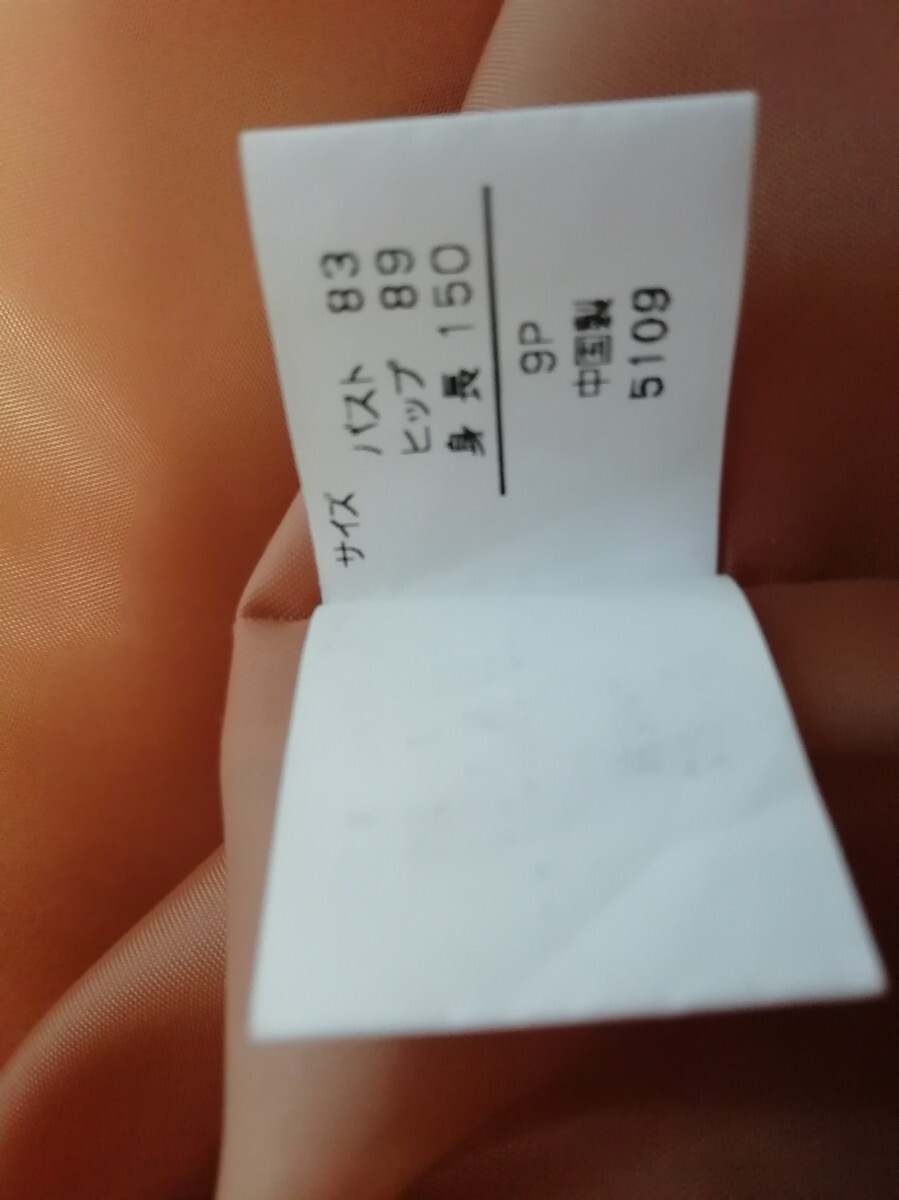 サイズ
バスト 83
ヒップ 89
身長 150
9P
中国製
5109